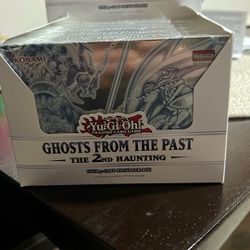 KONAMI
Yu-Gi-Oh!
TRADING CARD GAME
GHOSTS FROM THE PAST
THE 2ND HAUNTING